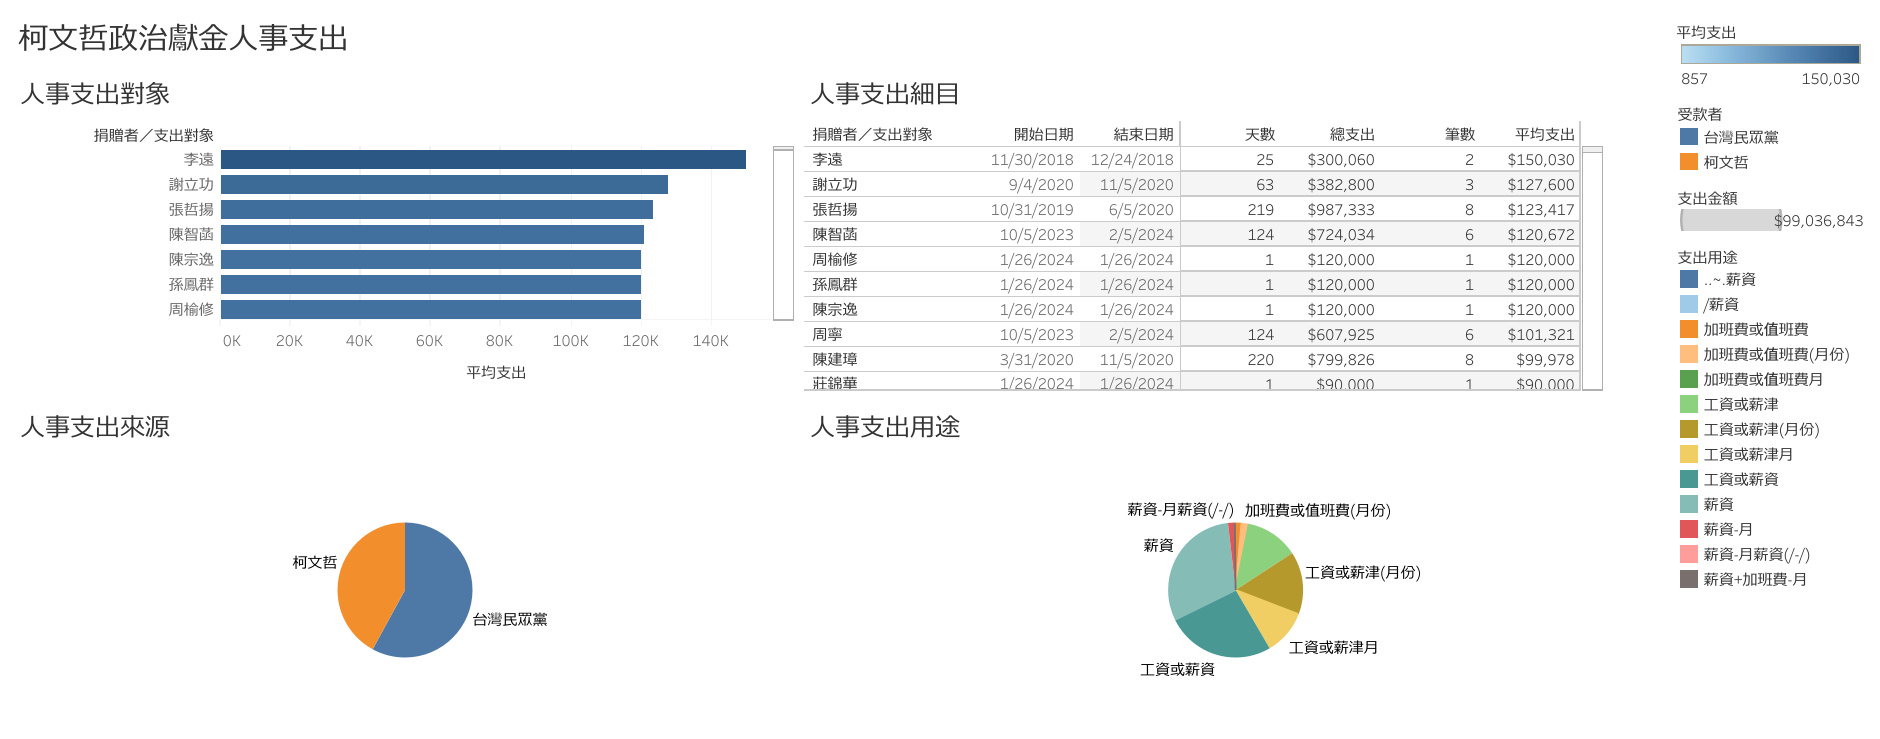 柯文哲政治獻金人事支出
人事支出對象
捐贈者／支出對象
李遠
謝立功
張哲揚
陳智菡
陳宗逸
孫鳳群
周榆修
0K 20K 40K 60K 80K 100K 120K 140K
平均支出
人事支出細目
捐贈者／支出對象 開始日期 結束日期 天數 總支出 筆數 平均支出
李遠 11/30/2018 12/24/2018 25 $300,060 2 $150,030
謝立功 9/4/2020 11/5/2020 63 $382,800 3 $127,600
張哲揚 10/31/2019 6/5/2020 219 $987,333 8 $123,417
陳智菡 10/5/2023 2/5/2024 124 $724,034 6 $120,672
周榆修 1/26/2024 1/26/2024 1 $120,000 1 $120,000
孫鳳群 1/26/2024 1/26/2024 1 $120,000 1 $120,000
陳宗逸 1/26/2024 1/26/2024 1 $120,000 1 $120,000
周寧 10/5/2023 2/5/2024 124 $607,925 6 $101,321
陳建璋 3/31/2020 11/5/2020 220 $799,826 8 $99,978
莊錦華 1/26/2024 1/26/2024 1 $90,000 1 $90,000
人事支出來源
柯文哲
台灣民眾黨
人事支出用途
薪資-月薪資(/-/) 加班費或值班費(月份)
薪資
工資或薪津(月份)
工資或薪津月
工資或薪資
平均支出
857 150,030
受款者
台灣民眾黨
柯文哲
支出金額
$99,036,843
支出用途
..~.薪資
/薪資
加班費或值班費
加班費或值班費(月份)
加班費或值班費月
工資或薪津
工資或薪津(月份)
工資或薪津月
工資或薪資
薪資
薪資-月
薪資-月薪資(/-/)
薪資+加班費-月